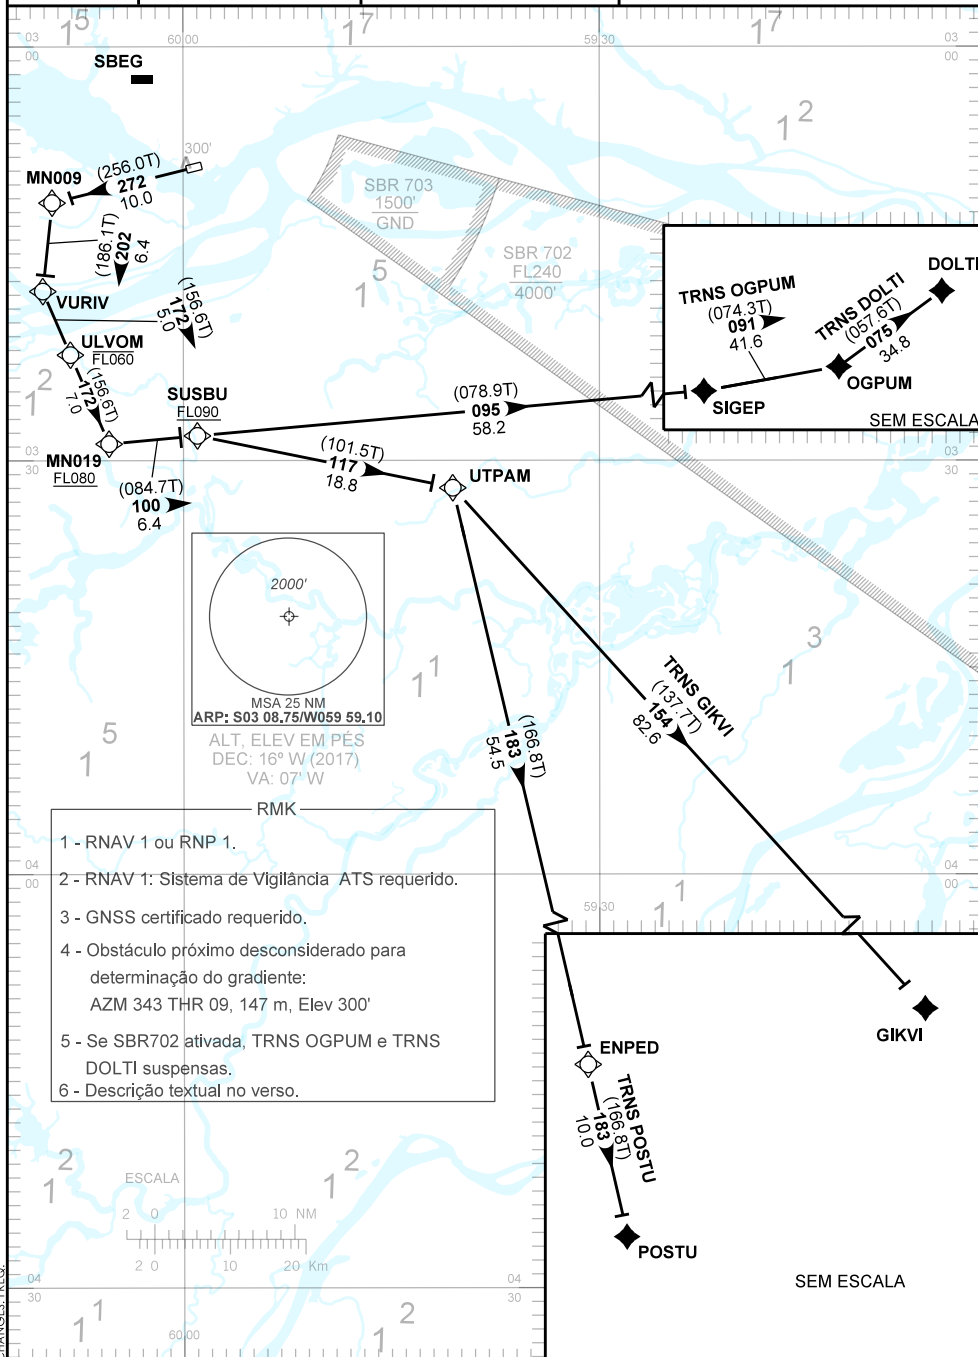 03
00
1⁵
60 00
1⁷
59 30
1⁷
03
00
SBEG
1²
300'
MN009
(256.0T)
272
10.0
SBR 703
1500'
GND
(186.1T)
202
6.4
SBR 702
FL240
4000'
1⁵
VURIV
(156.6T)
172
5.0
ULVOM
FL060
1²
(156.6T)
172
7.0
TRNS OGPUM
(074.3T)
091
41.6
TRNS DOLTI
(057.6T)
075
34.8
DOLTI
OGPUM
SIGEP
SEM ESCALA
SUSBU
FL090
(078.9T)
095
58.2
MN019
FL080
(084.7T)
100
6.4
(101.5T)
117
18.8
UTPAM
03
30
2000'
MSA 25 NM
ARP: S03 08.75/W059 59.10
ALT, ELEV EM PÉS
DEC: 16º W (2017)
VA: 07' W
1¹
1³
1⁵
TRNS GIKVI
(137.7T)
154
82.6
(166.8T)
183
54.5
RMK
1 - RNAV 1 ou RNP 1.
2 - RNAV 1: Sistema de Vigilância ATS requerido.
3 - GNSS certificado requerido.
4 - Obstáculo próximo desconsiderado para
determinação do gradiente:
AZM 343 THR 09, 147 m, Elev 300'
5 - Se SBR702 ativada, TRNS OGPUM e TRNS
DOLTI suspensas.
6 - Descrição textual no verso.
04
00
59 30
1¹
04
00
GIKVI
ENPED
TRNS POSTU
(166.8T)
183
10.0
POSTU
SEM ESCALA
1²
1²
ESCALA
2 0 10 NM
2 0 10 20 Km
04
30
04
30
1¹
60 00
1²